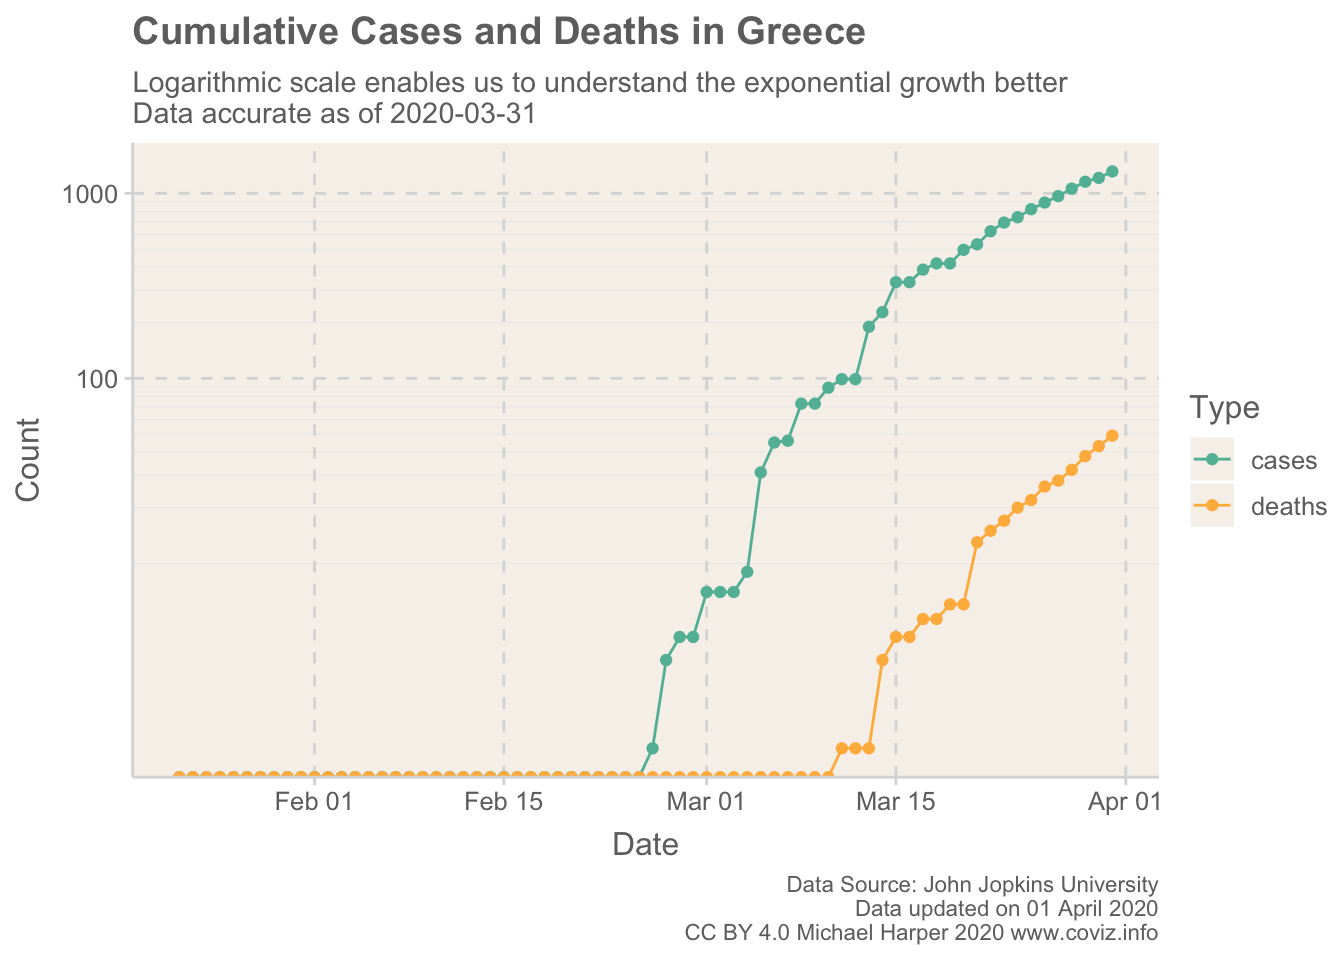 Cumulative Cases and Deaths in Greece
Logarithmic scale enables us to understand the exponential growth better
Data accurate as of 2020-03-31
1000
100
Count
Feb 01
Feb 15
Mar 01
Mar 15
Apr 01
Date
Type
cases
deaths
Data Source: John Jopkins University
Data updated on 01 April 2020
CC BY 4.0 Michael Harper 2020 www.coviz.info